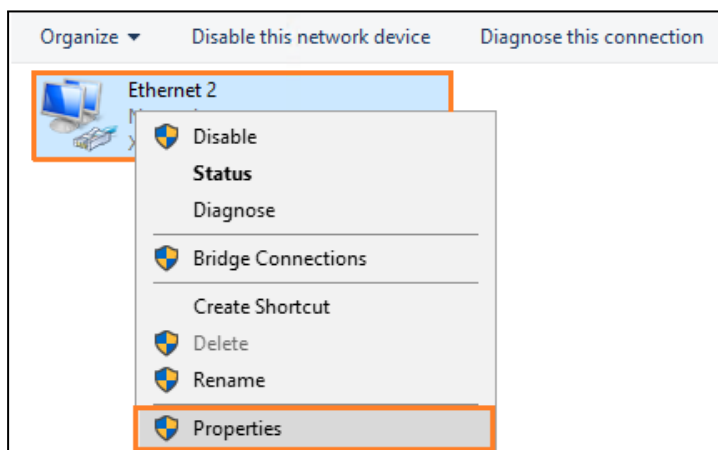 Organize Disable this network device Diagnose this connection
Ethernet 2
Disable
Status
Diagnose
Bridge Connections
Create Shortcut
Delete
Rename
Properties